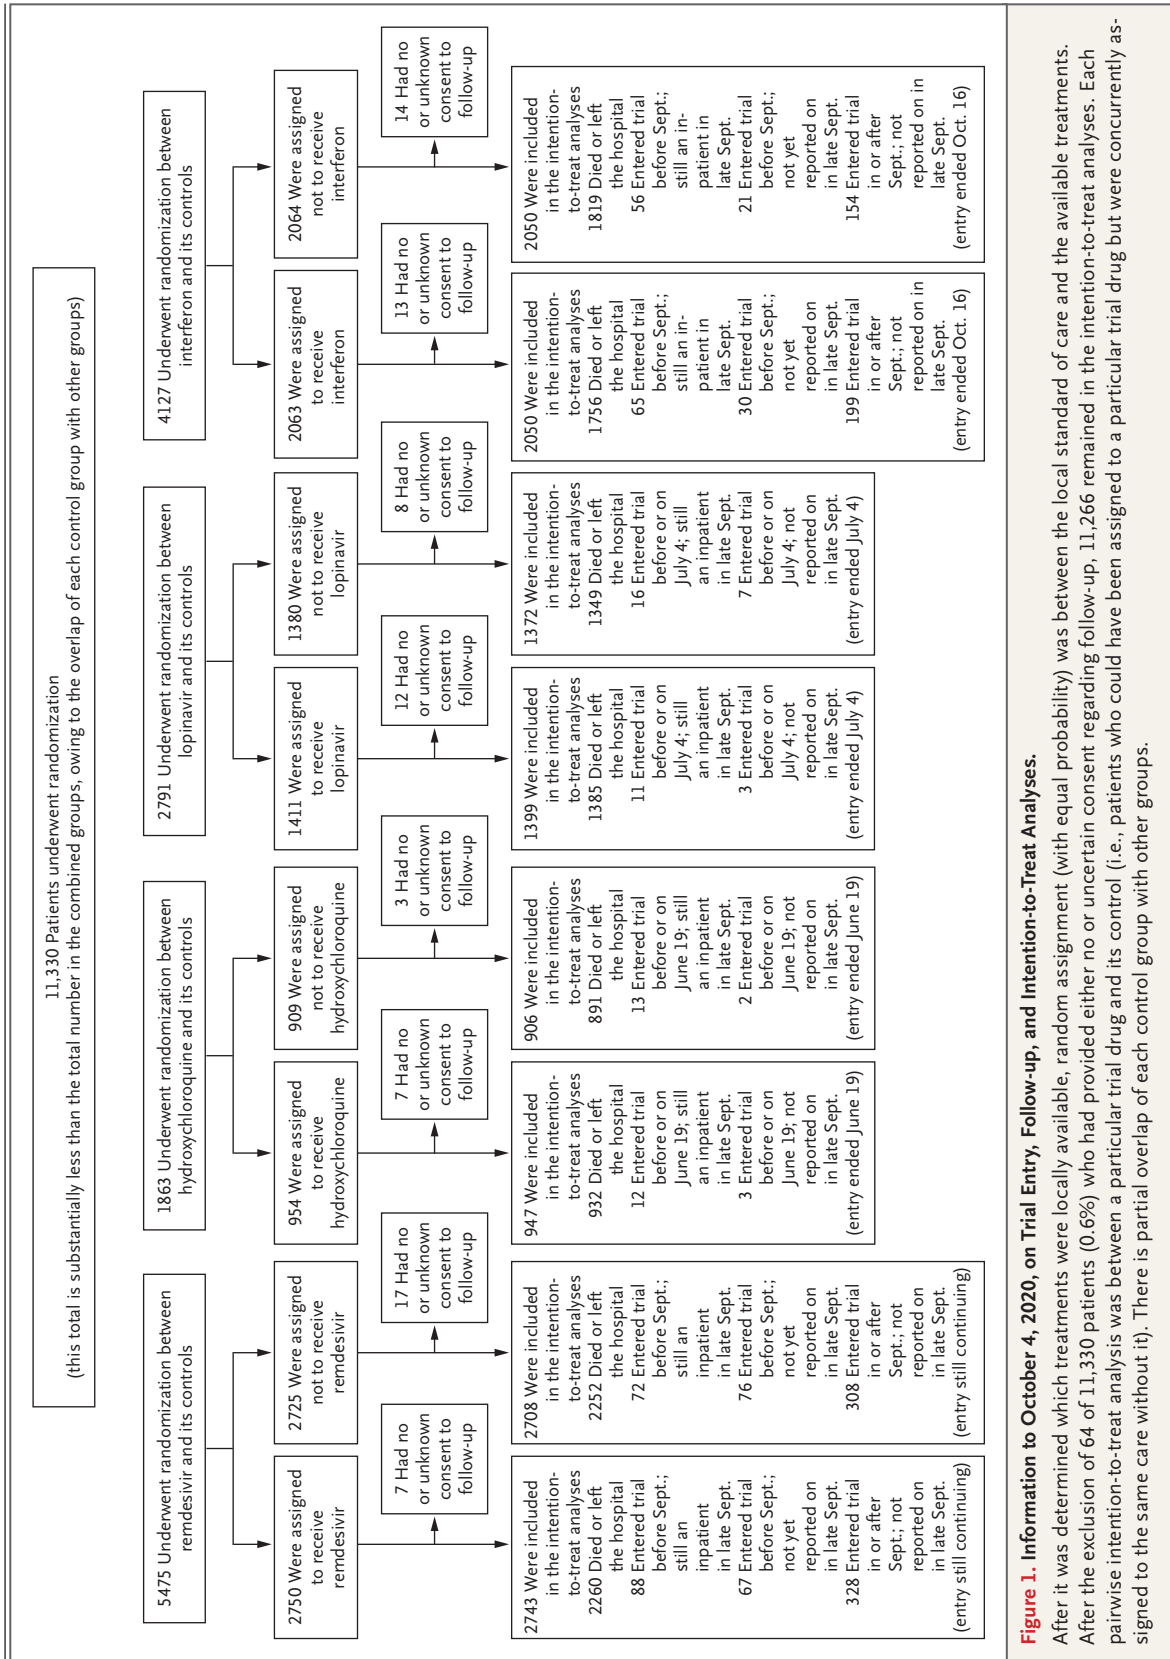 11,330 Patients underwent randomization
(this total is substantially less than the total number in the combined groups, owing to the overlap of each control group with other groups)
5475 Underwent randomization between
remdesivir and its controls
1863 Underwent randomization between
hydroxychloroquine and its controls
2791 Underwent randomization between
lopinavir and its controls
4127 Underwent randomization between
interferon and its controls
2750 Were assigned
to receive
remdesivir
2725 Were assigned
not to receive
remdesivir
954 Were assigned
to receive
hydroxychloroquine
909 Were assigned
not to receive
hydroxychloroquine
1411 Were assigned
to receive
lopinavir
1380 Were assigned
not to receive
lopinavir
2063 Were assigned
to receive
interferon
2064 Were assigned
not to receive
interferon
7 Had no
or unknown
consent to
follow-up
17 Had no
or unknown
consent to
follow-up
7 Had no
or unknown
consent to
follow-up
3 Had no
or unknown
consent to
follow-up
12 Had no
or unknown
consent to
follow-up
8 Had no
or unknown
consent to
follow-up
13 Had no
or unknown
consent to
follow-up
14 Had no
or unknown
consent to
follow-up
2743 Were included
in the intention-
to-treat analyses
2260 Died or left
the hospital
88 Entered trial
before Sept.;
still an
inpatient
in late Sept.
67 Entered trial
before Sept.;
not yet
reported on
in late Sept.
328 Entered trial
in or after
Sept.; not
reported on
in late Sept.
(entry still continuing)
2708 Were included
in the intention-
to-treat analyses
2252 Died or left
the hospital
72 Entered trial
before Sept.;
still an
inpatient
in late Sept.
76 Entered trial
before Sept.;
not yet
reported on
in late Sept.
308 Entered trial
in or after
Sept.; not
reported on
in late Sept.
(entry still continuing)
947 Were included
in the intention-
to-treat analyses
932 Died or left
the hospital
12 Entered trial
before or on
June 19; still
an inpatient
in late Sept.
3 Entered trial
before or on
June 19; not
reported on
in late Sept.
(entry ended June 19)
906 Were included
in the intention-
to-treat analyses
891 Died or left
the hospital
13 Entered trial
before or on
June 19; still
an inpatient
in late Sept.
2 Entered trial
before or on
June 19; not
reported on
in late Sept.
(entry ended June 19)
1399 Were included
in the intention-
to-treat analyses
1385 Died or left
the hospital
11 Entered trial
before or on
July 4; still
an inpatient
in late Sept.
3 Entered trial
before or on
July 4; not
reported on
in late Sept.
(entry ended July 4)
1372 Were included
in the intention-
to-treat analyses
1349 Died or left
the hospital
16 Entered trial
before or on
July 4; still
an inpatient
in late Sept.
7 Entered trial
before or on
July 4; not
reported on
in late Sept.
(entry ended July 4)
2050 Were included
in the intention-
to-treat analyses
1756 Died or left
the hospital
65 Entered trial
before Sept.;
still an in-
patient in
late Sept.
30 Entered trial
before Sept.;
not yet
reported on
in late Sept.
199 Entered trial
in or after
Sept.; not
reported on in
late Sept.
(entry ended Oct. 16)
2050 Were included
in the intention-
to-treat analyses
1819 Died or left
the hospital
56 Entered trial
before Sept.;
still an in-
patient in
late Sept.
21 Entered trial
before Sept.;
not yet
reported on
in late Sept.
154 Entered trial
in or after
Sept.; not
reported on in
late Sept.
(entry ended Oct. 16)
Figure 1. Information to October 4, 2020, on Trial Entry, Follow-up, and Intention-to-Treat Analyses.
After it was determined which treatments were locally available, random assignment (with equal probability) was between the local standard of care and the available treatments.
After the exclusion of 64 of 11,330 patients (0.6%) who had provided either no or uncertain consent regarding follow-up, 11,266 remained in the intention-to-treat analyses. Each
pairwise intention-to-treat analysis was between a particular trial drug and its control (i.e., patients who could have been assigned to a particular trial drug but were concurrently as-
signed to the same care without it). There is partial overlap of each control group with other groups.